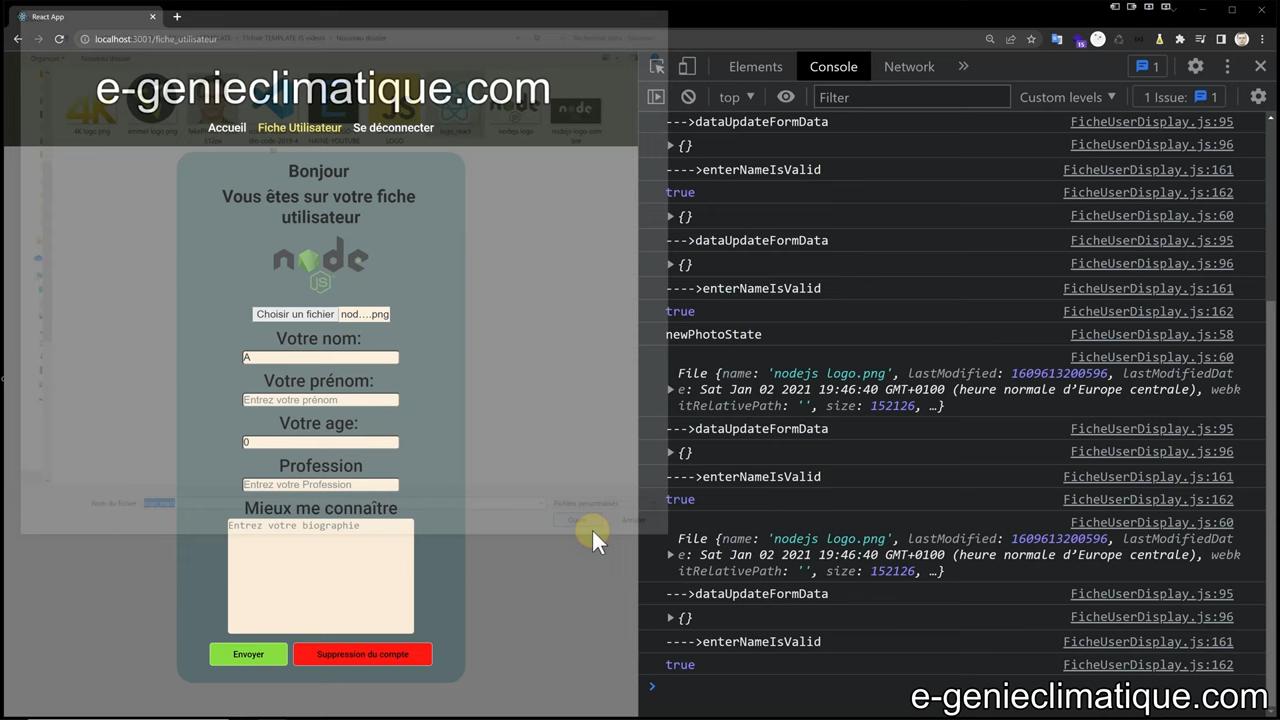 React App
localhost:3001/fiche_utilisateur
e-genieclimatique.com
Accueil Fiche Utilisateur Se déconnecter
Bonjour
Vous êtes sur votre fiche
utilisateur
node
JS
Choisir un fichier nod….png
Votre nom:
A
Votre prénom:
Entrez votre prénom
Votre age:
0
Profession
Entrez votre Profession
Nom du fichier
Fichiers personnalisés
Mieux me connaître
Entrez votre biographie
Annuler
Envoyer Suppression du compte
Elements Console Network 1
top Filter Custom levels 1 Issue: 1
--->dataUpdateFormData FicheUserDisplay.js:95
{} FicheUserDisplay.js:96
---->enterNameIsValid FicheUserDisplay.js:161
true FicheUserDisplay.js:162
{} FicheUserDisplay.js:60
--->dataUpdateFormData FicheUserDisplay.js:95
{} FicheUserDisplay.js:96
---->enterNameIsValid FicheUserDisplay.js:161
true FicheUserDisplay.js:162
newPhotoState FicheUserDisplay.js:58
FicheUserDisplay.js:60
File {name: 'nodejs logo.png', lastModified: 1609613200596, lastModifiedDat
e: Sat Jan 02 2021 19:46:40 GMT+0100 (heure normale d’Europe centrale), webk
itRelativePath: '', size: 152126, …}
--->dataUpdateFormData FicheUserDisplay.js:95
{} FicheUserDisplay.js:96
---->enterNameIsValid FicheUserDisplay.js:161
true FicheUserDisplay.js:162
FicheUserDisplay.js:60
File {name: 'nodejs logo.png', lastModified: 1609613200596, lastModifiedDat
e: Sat Jan 02 2021 19:46:40 GMT+0100 (heure normale d’Europe centrale), webk
itRelativePath: '', size: 152126, …}
--->dataUpdateFormData FicheUserDisplay.js:95
{} FicheUserDisplay.js:96
---->enterNameIsValid FicheUserDisplay.js:161
true FicheUserDisplay.js:162
e-genieclimatique.com